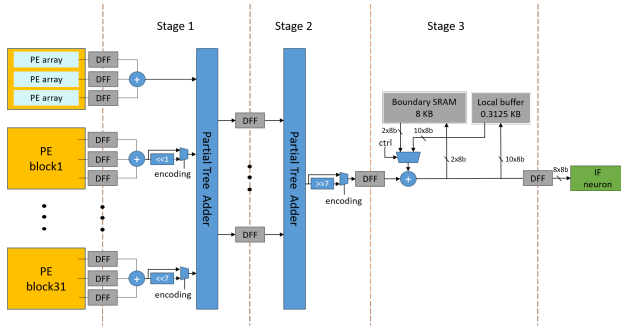 Stage 1
Stage 2
Stage 3
PE array
PE array
PE array
DFF
DFF
DFF
+
PE
block1
DFF
DFF
DFF
+
<<1
encoding
PE
block31
DFF
DFF
DFF
+
<<7
encoding
Partial Tree Adder
DFF
DFF
Partial Tree Adder
>>7
encoding
DFF
Boundary SRAM
8 KB
Local buffer
0.3125 KB
2x8b
10x8b
ctrl
+
2x8b
10x8b
DFF
8x8b
IF
neuron